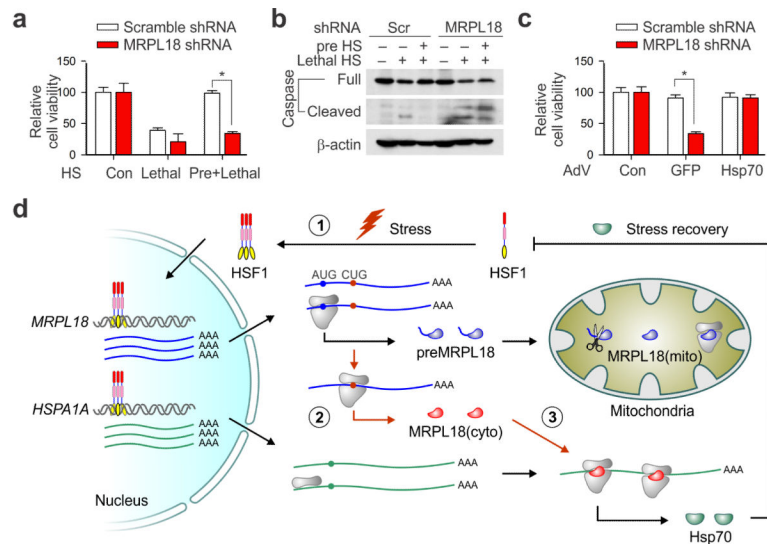 a
Scramble shRNA
MRPL18 shRNA
Relative
cell viability
150
100
50
0
*
HS Con Lethal Pre+Lethal
b
shRNA Scr MRPL18
pre HS – – + – – +
Lethal HS – + + – + +
Caspase
Full
Cleaved
β-actin
c
Scramble shRNA
MRPL18 shRNA
Relative
cell viability
150
100
50
0
*
AdV Con GFP Hsp70
d
1
Stress
Stress recovery
HSF1
HSF1
AUG CUG
AAA
AAA
MRPL18
AAA
AAA
AAA
preMRPL18
MRPL18(mito)
Mitochondria
AAA
HSPA1A
AAA
AAA
AAA
2
MRPL18(cyto)
3
AAA
AAA
Nucleus
Hsp70